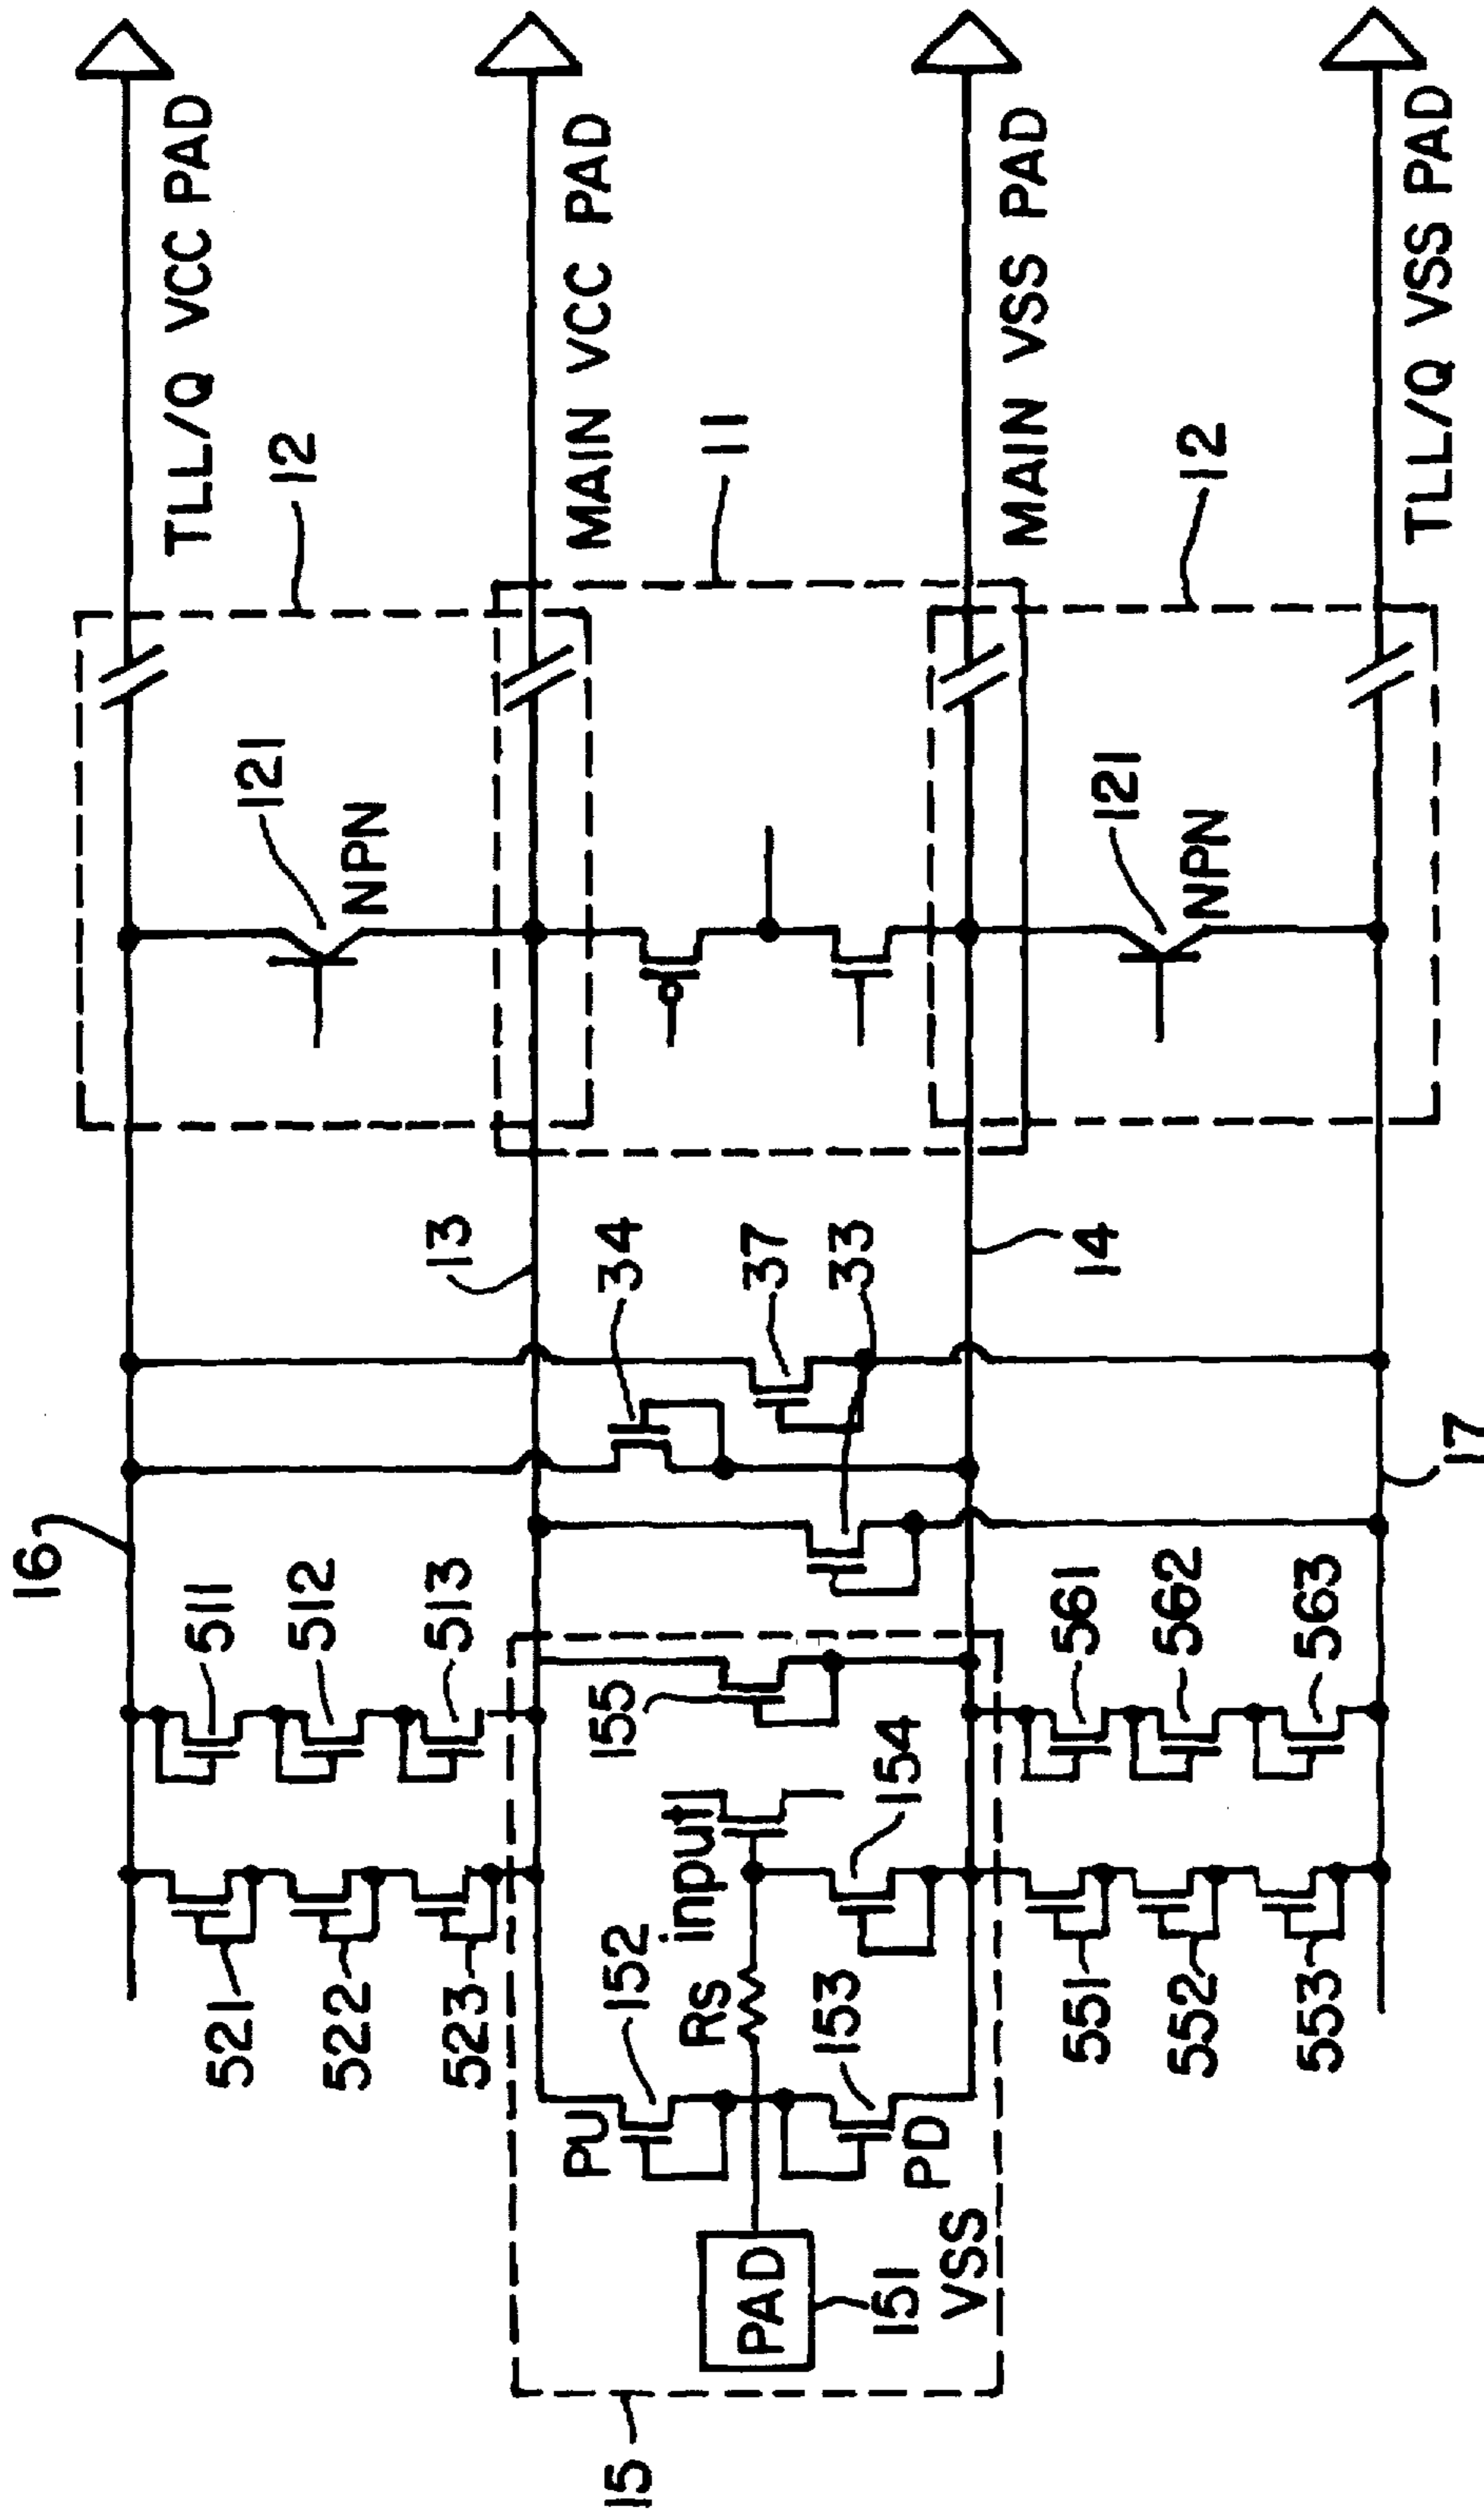 TLL/Q VCC PAD
MAIN VCC PAD
MAIN VSS PAD
TLL/Q VSS PAD
12
11
12
121
NPN
121
NPN
13
34
37
33
14
16
17
511
512
513
561
562
563
155
154
input
152
Rs
153
521
522
523
551
552
553
PU
PD
PAD
151
VSS
15